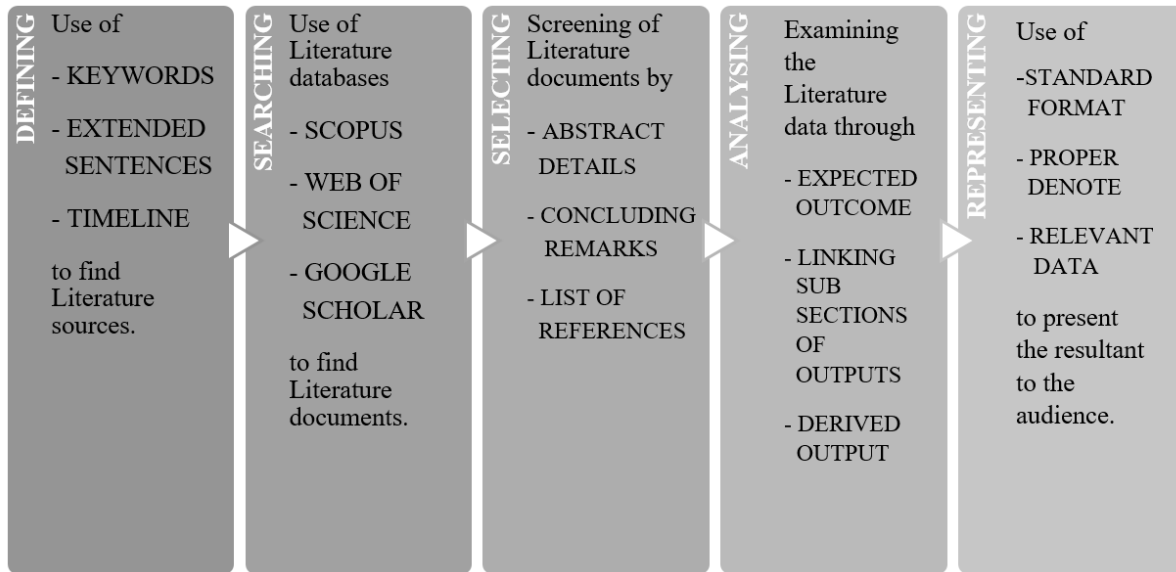 DEFINING
Use of
- KEYWORDS
- EXTENDED
SENTENCES
- TIMELINE
to find
Literature
sources.
SEARCHING
Use of
Literature
databases
- SCOPUS
- WEB OF
SCIENCE
- GOOGLE
SCHOLAR
to find
Literature
documents.
SELECTING
Screening of
Literature
documents by
- ABSTRACT
DETAILS
- CONCLUDING
REMARKS
- LIST OF
REFERENCES
ANALYSING
Examining
the
Literature
data through
- EXPECTED
OUTCOME
- LINKING
SUB
SECTIONS
OF
OUTPUTS
- DERIVED
OUTPUT
REPRESENTING
Use of
-STANDARD
FORMAT
- PROPER
DENOTE
- RELEVANT
DATA
to present
the resultant
to the
audience.